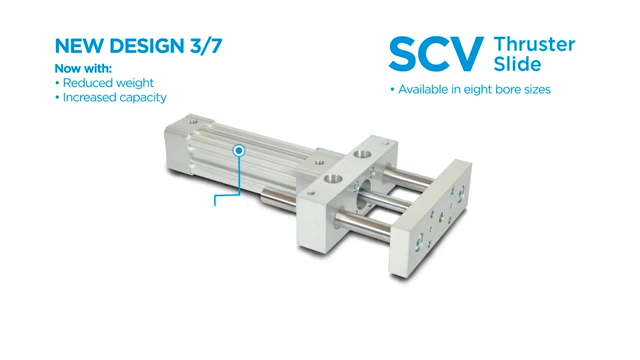 NEW DESIGN 3/7
Now with:
• Reduced weight
• Increased capacity
SCV Thruster
Slide
• Available in eight bore sizes